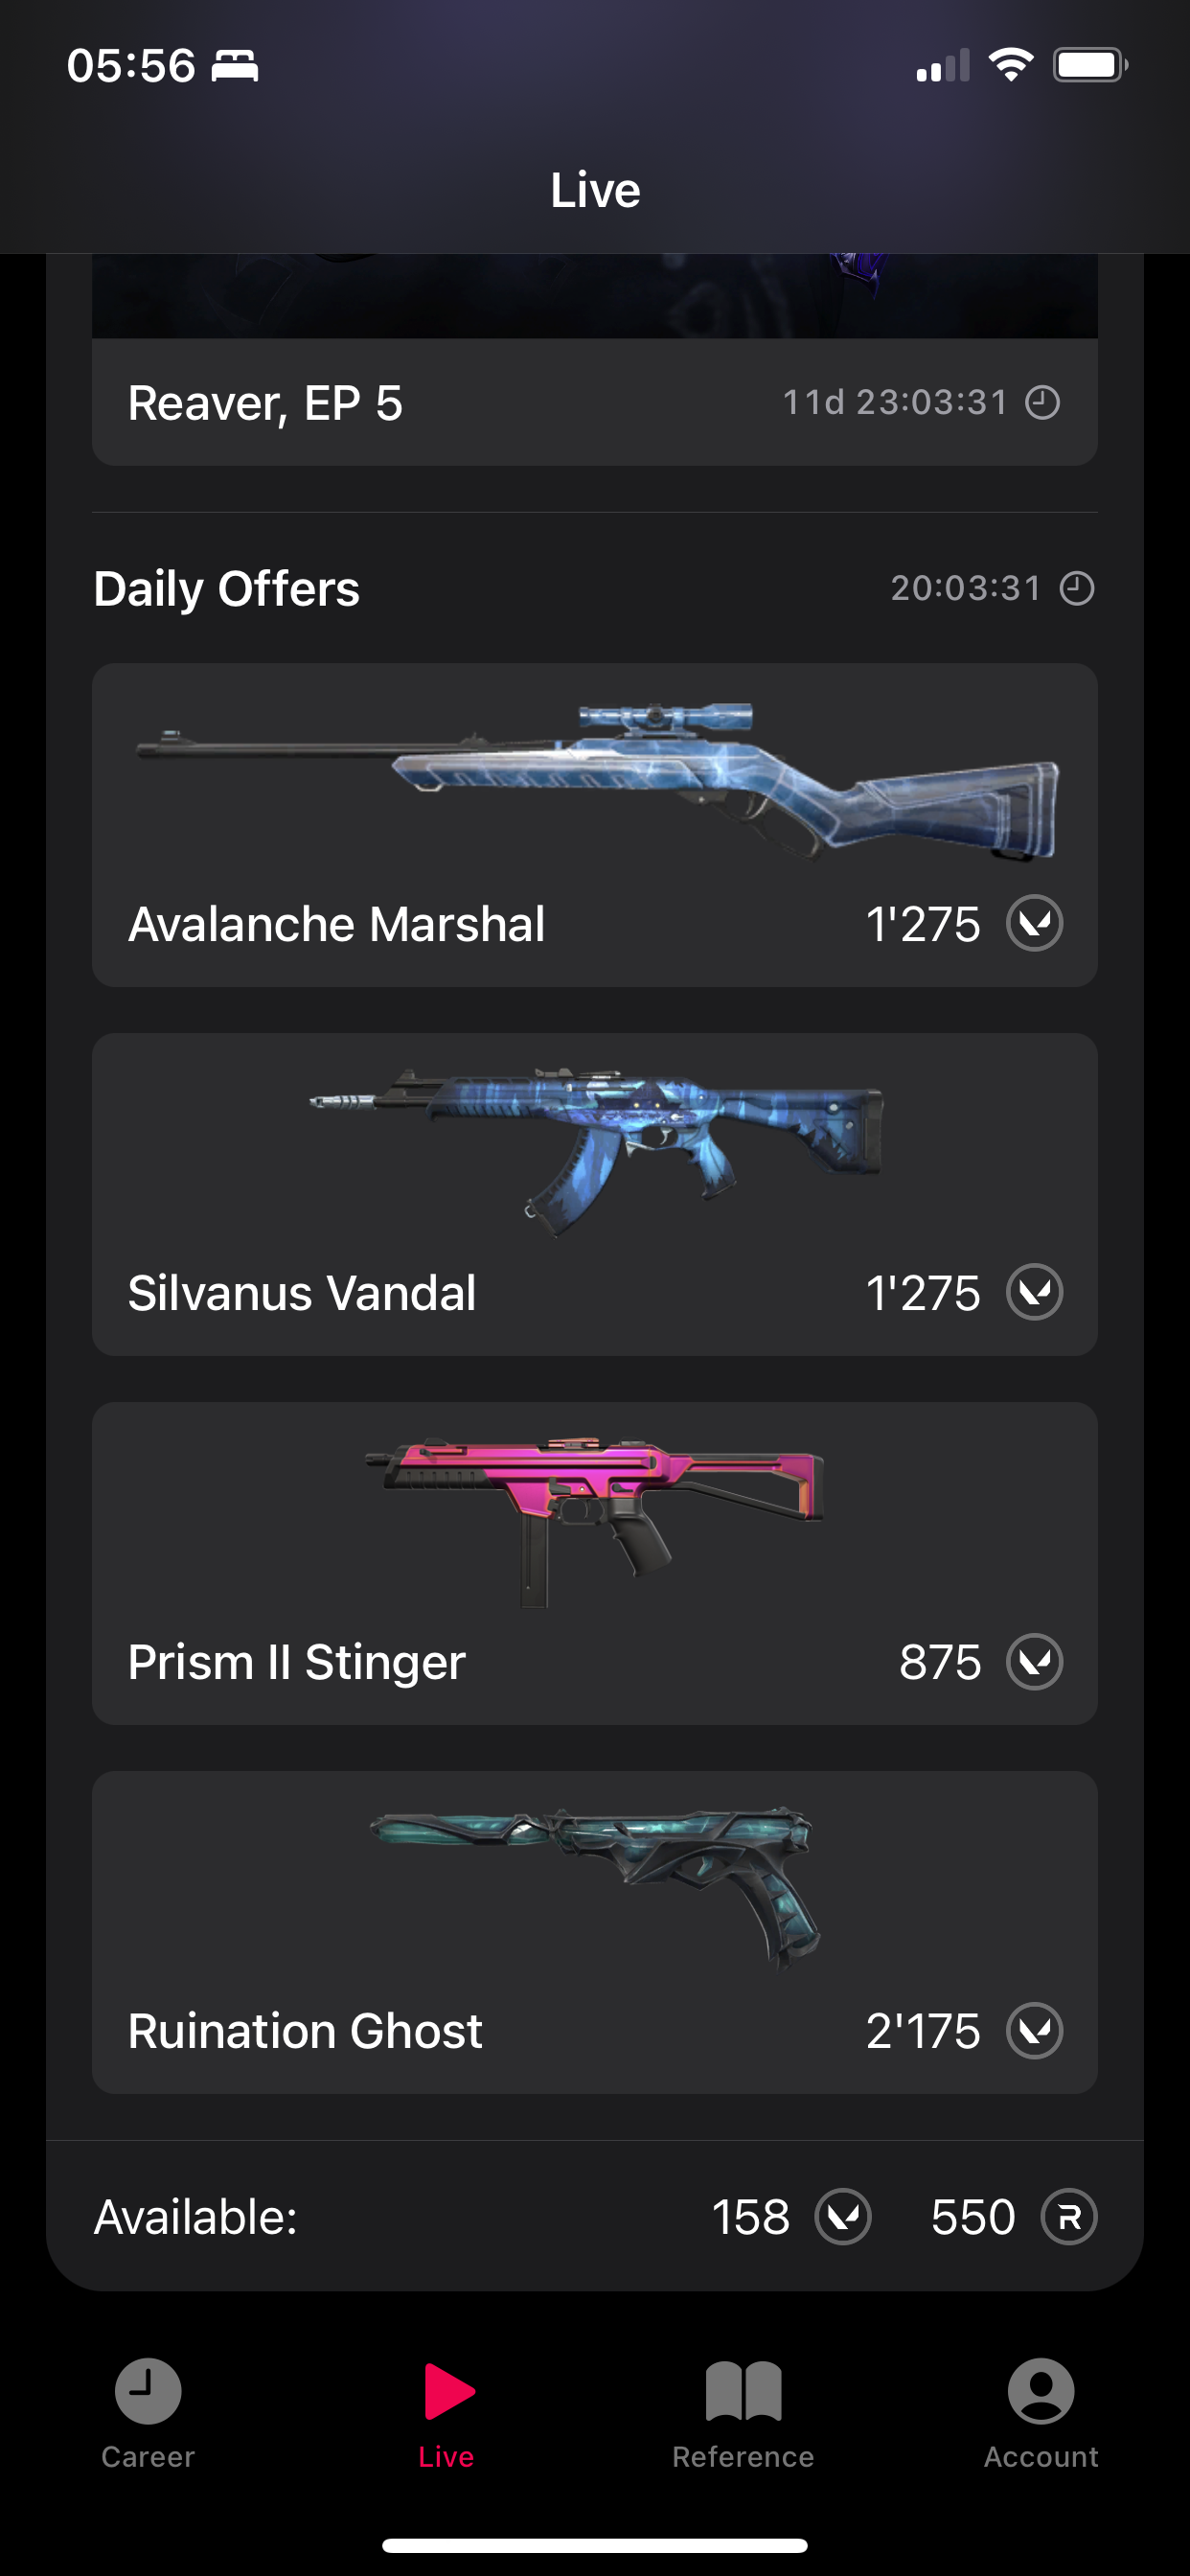 05:56
Live
Reaver, EP 5 11d 23:03:31
Daily Offers 20:03:31
Avalanche Marshal 1'275
Silvanus Vandal 1'275
Prism II Stinger 875
Ruination Ghost 2'175
Available: 158 550 R
Career Live Reference Account